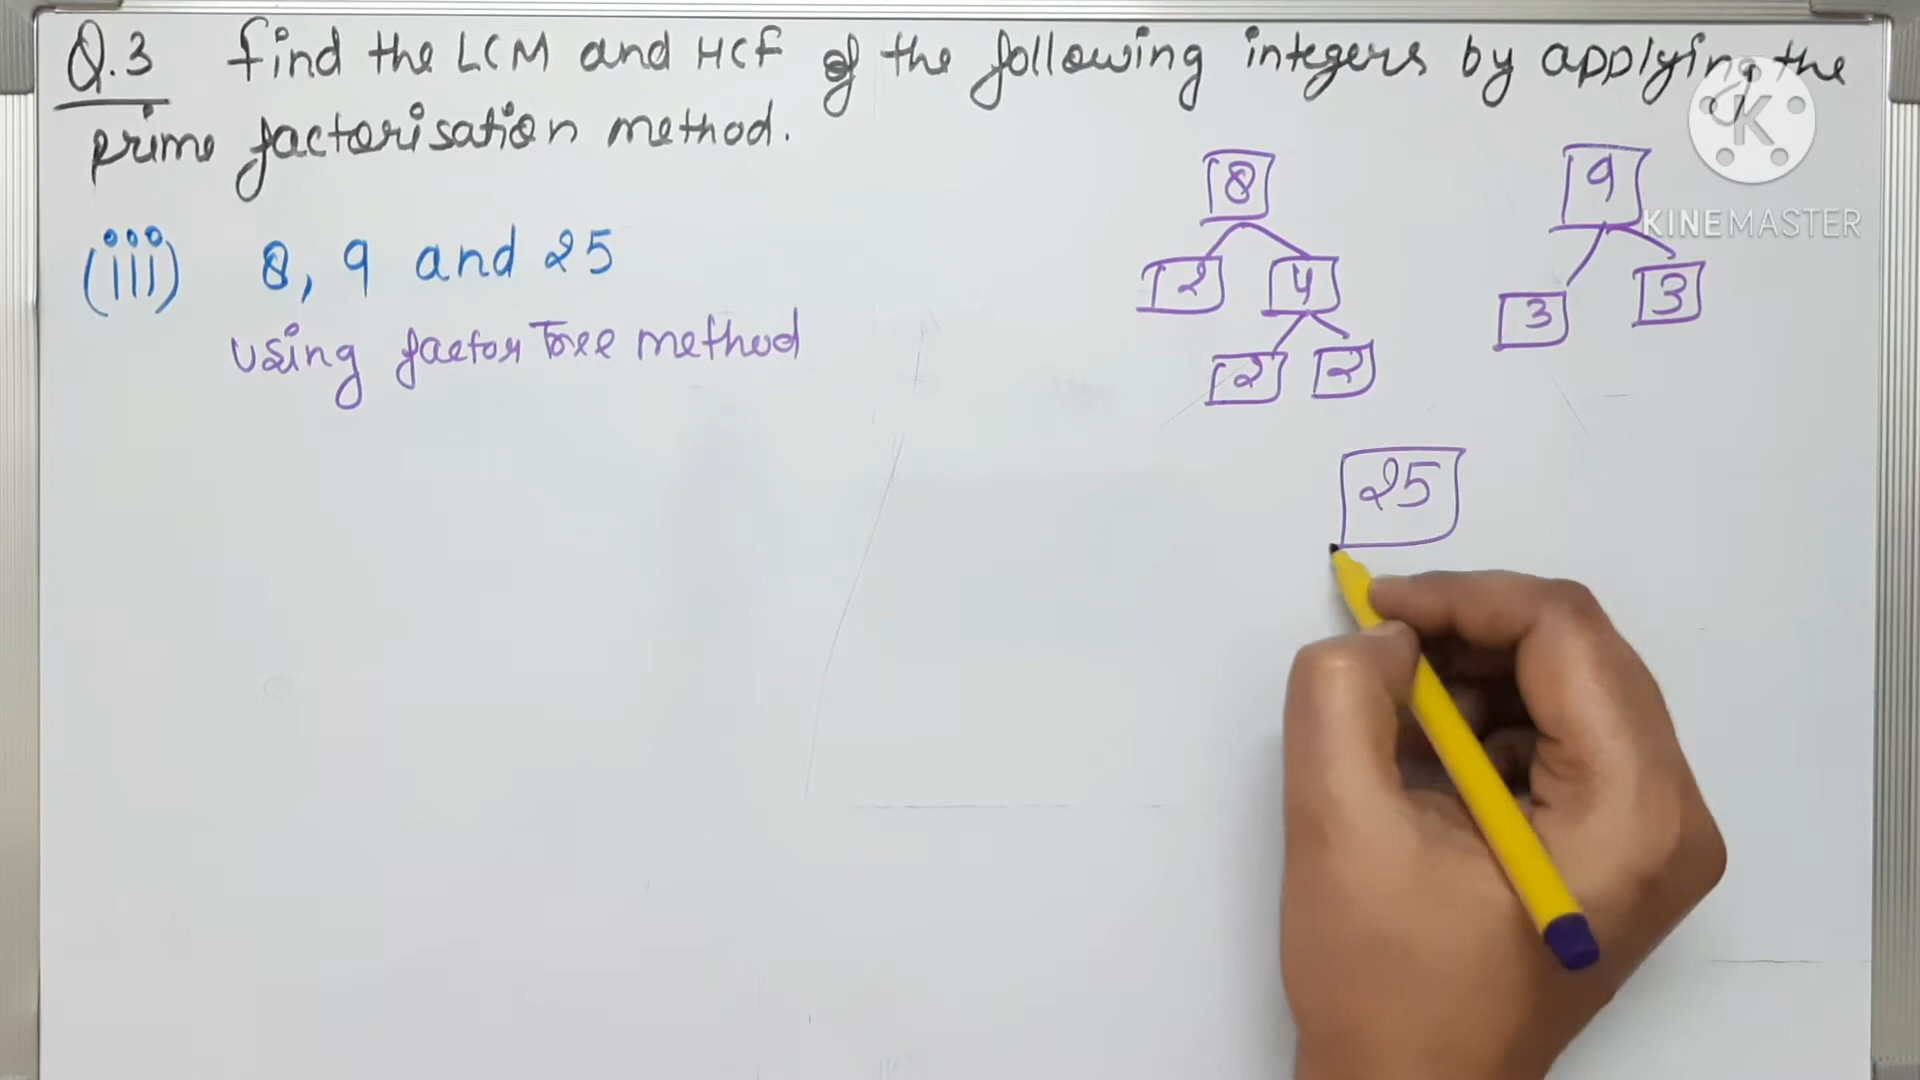 Q.3 find the LCM and HCF of the following integers by applying the
prime factorisation method.
(iii) 8, 9 and 25
using factor Tree method
8
2 4
2 2
9
3 3
25
K
KINEMASTER